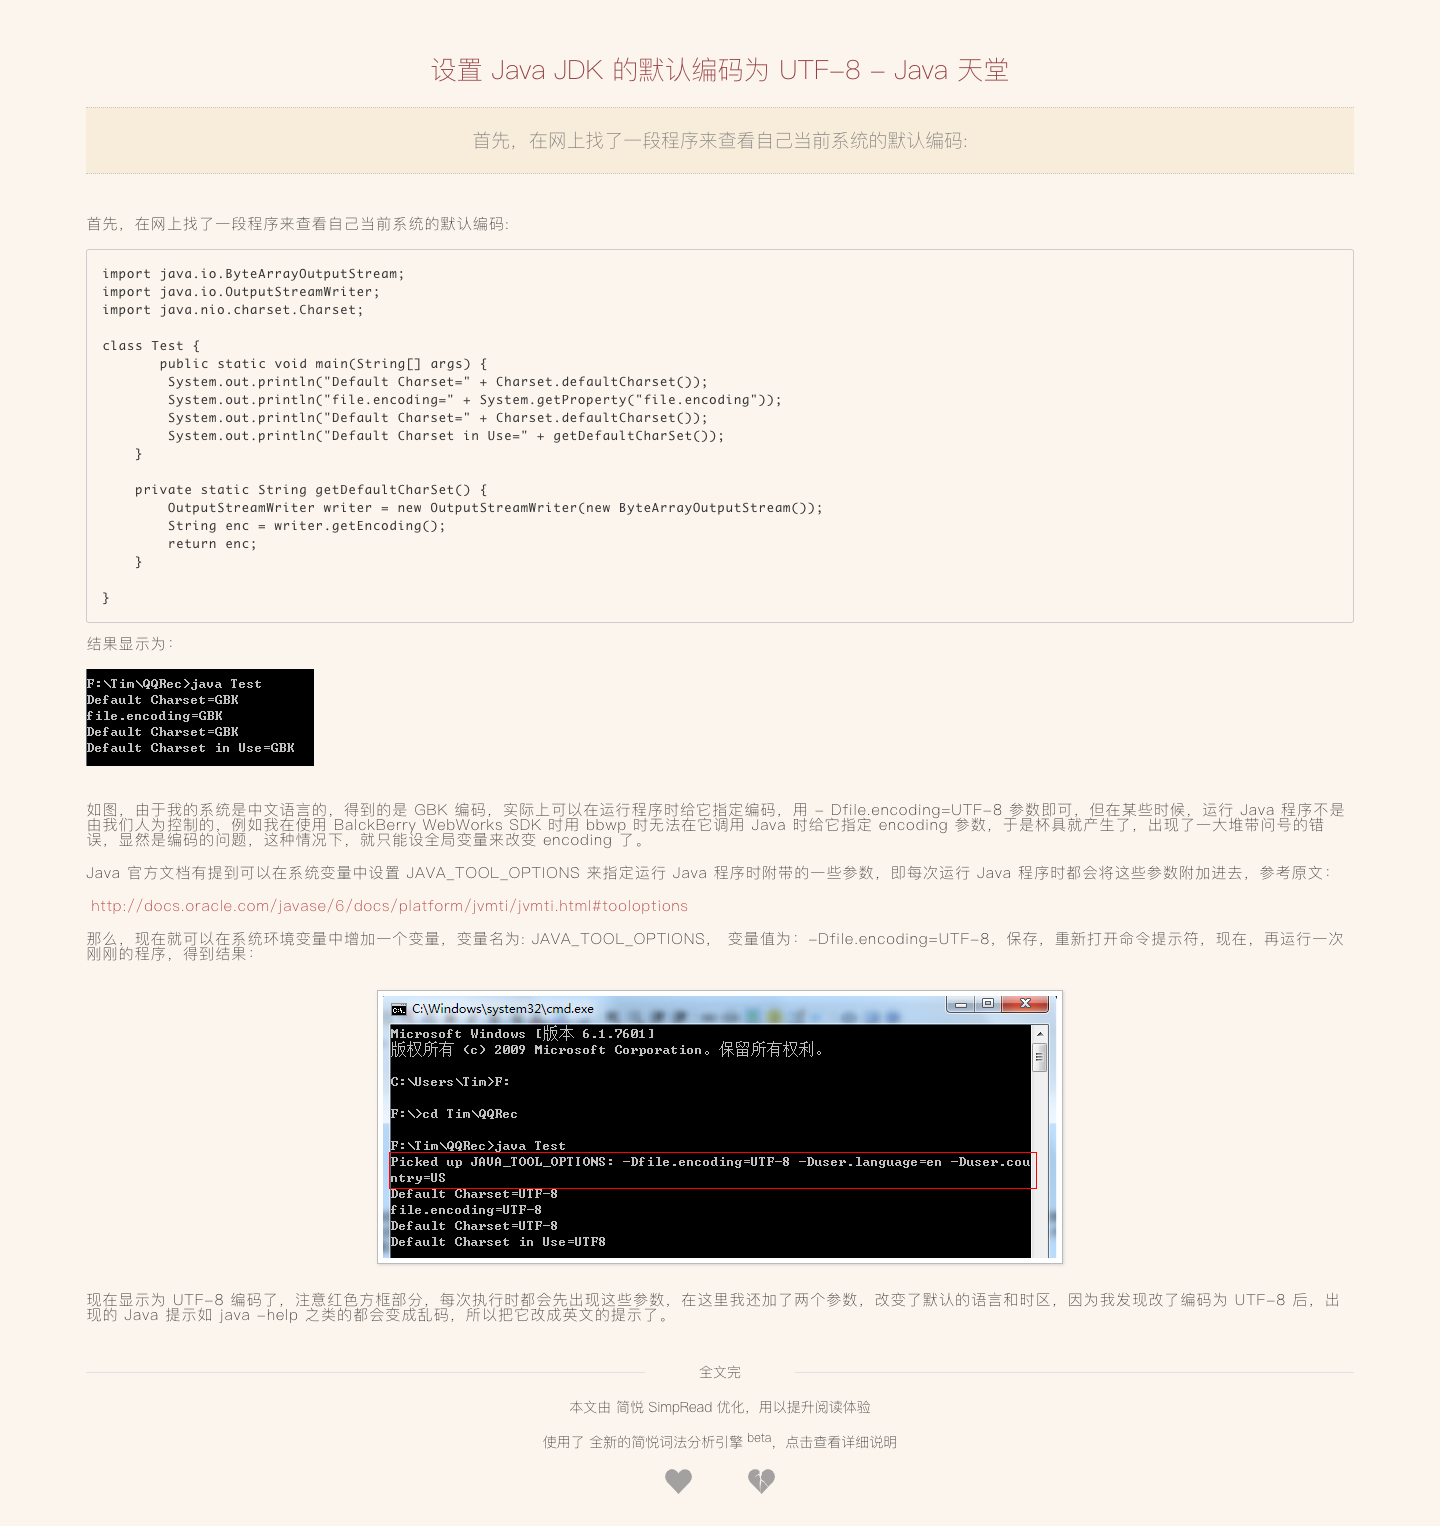 设置 Java JDK 的默认编码为 UTF-8 - Java 天堂
首先，在网上找了一段程序来查看自己当前系统的默认编码:
首先，在网上找了一段程序来查看自己当前系统的默认编码:
import java.io.ByteArrayOutputStream;
import java.io.OutputStreamWriter;
import java.nio.charset.Charset;
class Test {
public static void main(String[] args) {
System.out.println("Default Charset=" + Charset.defaultCharset());
System.out.println("file.encoding=" + System.getProperty("file.encoding"));
System.out.println("Default Charset=" + Charset.defaultCharset());
System.out.println("Default Charset in Use=" + getDefaultCharSet());
}
private static String getDefaultCharSet() {
OutputStreamWriter writer = new OutputStreamWriter(new ByteArrayOutputStream());
String enc = writer.getEncoding();
return enc;
}
}
结果显示为：
F:\Tim\QQRec>java Test
Default Charset=GBK
file.encoding=GBK
Default Charset=GBK
Default Charset in Use=GBK
如图，由于我的系统是中文语言的，得到的是 GBK 编码，实际上可以在运行程序时给它指定编码，用 - Dfile.encoding=UTF-8 参数即可，但在某些时候，运行 Java 程序不是
由我们人为控制的，例如我在使用 BalckBerry WebWorks SDK 时用 bbwp 时无法在它调用 Java 时给它指定 encoding 参数，于是杯具就产生了，出现了一大堆带问号的错
误，显然是编码的问题，这种情况下，就只能设全局变量来改变 encoding 了。
Java 官方文档有提到可以在系统变量中设置 JAVA_TOOL_OPTIONS 来指定运行 Java 程序时附带的一些参数，即每次运行 Java 程序时都会将这些参数附加进去，参考原文：
http://docs.oracle.com/javase/6/docs/platform/jvmti/jvmti.html#tooloptions
那么，现在就可以在系统环境变量中增加一个变量，变量名为: JAVA_TOOL_OPTIONS， 变量值为：-Dfile.encoding=UTF-8，保存，重新打开命令提示符，现在，再运行一次
刚刚的程序，得到结果：
C:\Windows\system32\cmd.exe
Microsoft Windows [版本 6.1.7601]
版权所有 (c) 2009 Microsoft Corporation。保留所有权利。
C:\Users\Tim>F:
F:\>cd Tim\QQRec
F:\Tim\QQRec>java Test
Picked up JAVA_TOOL_OPTIONS: -Dfile.encoding=UTF-8 -Duser.language=en -Duser.cou
ntry=US
Default Charset=UTF-8
file.encoding=UTF-8
Default Charset=UTF-8
Default Charset in Use=UTF8
现在显示为 UTF-8 编码了，注意红色方框部分，每次执行时都会先出现这些参数，在这里我还加了两个参数，改变了默认的语言和时区，因为我发现改了编码为 UTF-8 后，出
现的 Java 提示如 java -help 之类的都会变成乱码，所以把它改成英文的提示了。
全文完
本文由 简悦 SimpRead 优化，用以提升阅读体验
使用了 全新的简悦词法分析引擎 beta，点击查看详细说明